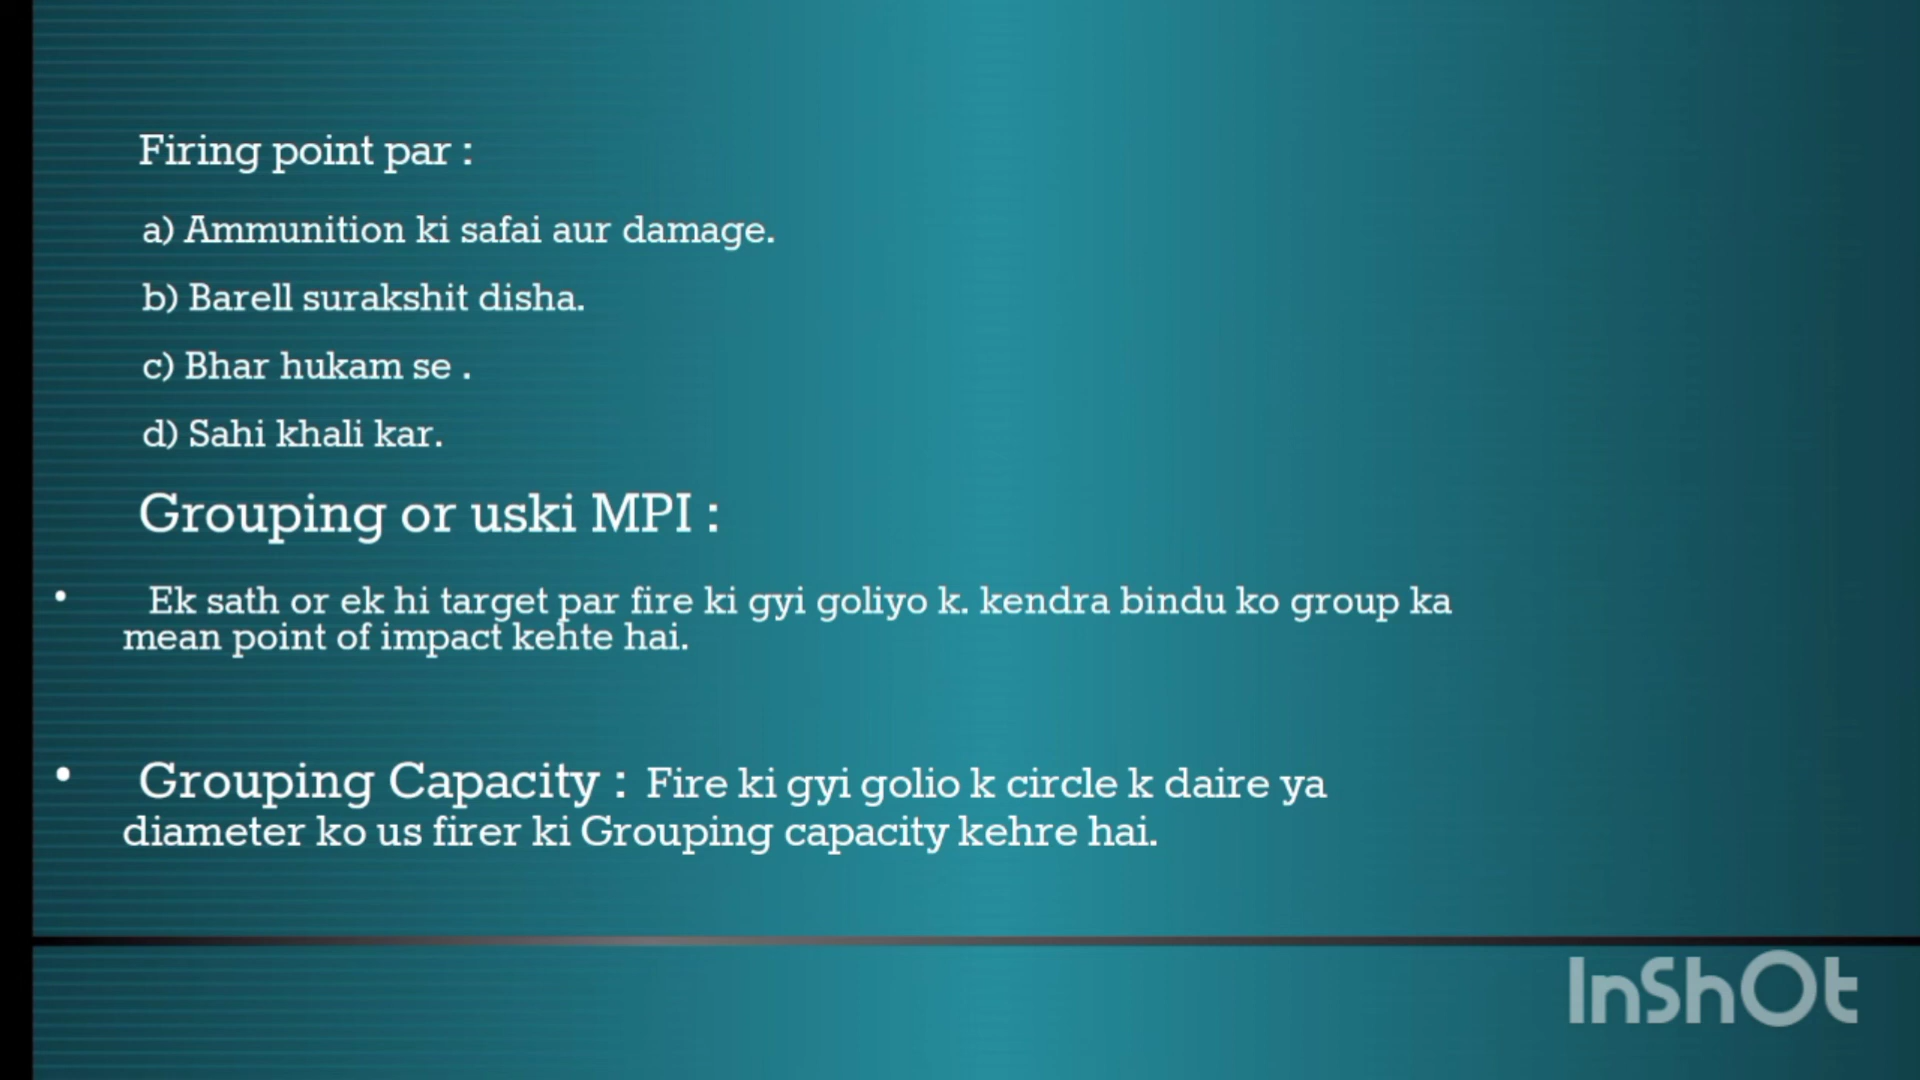 Firing point par :
a) Ammunition ki safai aur damage.
b) Barell surakshit disha.
c) Bhar hukam se .
d) Sahi khali kar.
Grouping or uski MPI :
• Ek sath or ek hi target par fire ki gyi goliyo k. kendra bindu ko group ka
mean point of impact kehte hai.
• Grouping Capacity : Fire ki gyi golio k circle k daire ya
diameter ko us firer ki Grouping capacity kehre hai.
InShOt